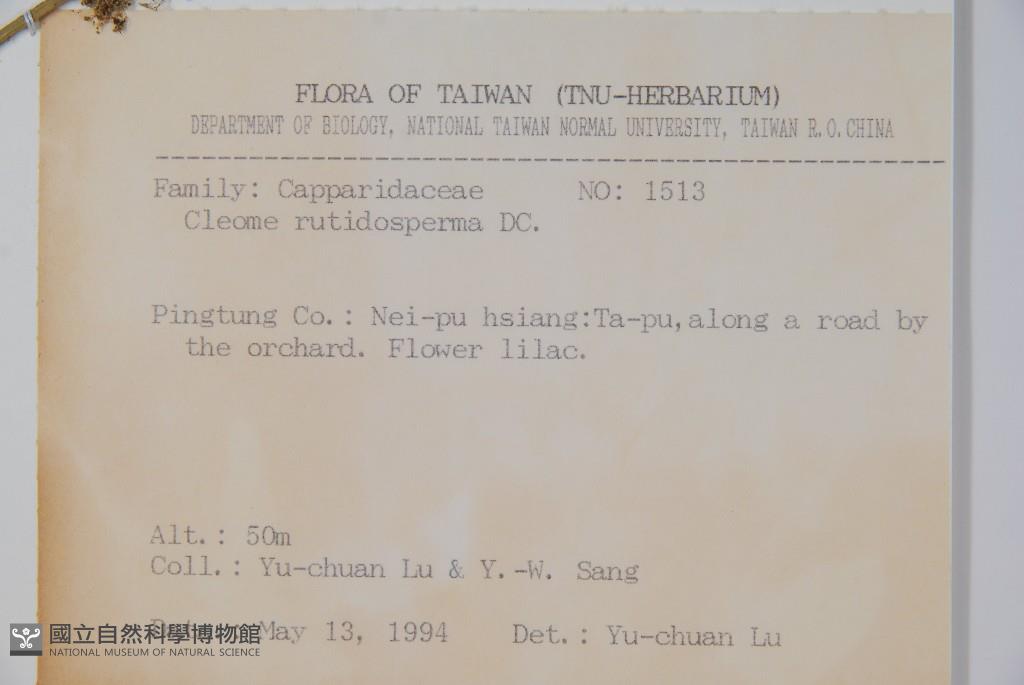 FLORA OF TAIWAN (TNU-HERBARIUM)
DEPARTMENT OF BIOLOGY, NATIONAL TAIWAN NORMAL UNIVERSITY, TAIWAN R.O.CHINA
Family: Capparidaceae NO: 1513
Cleome rutidosperma DC.
Pingtung Co.: Nei-pu hsiang:Ta-pu,along a road by
the orchard. Flower lilac.
Alt.: 50m
Coll.: Yu-chuan Lu & Y.-W. Sang
May 13, 1994 Det.: Yu-chuan Lu
國立自然科學博物館
NATIONAL MUSEUM OF NATURAL SCIENCE